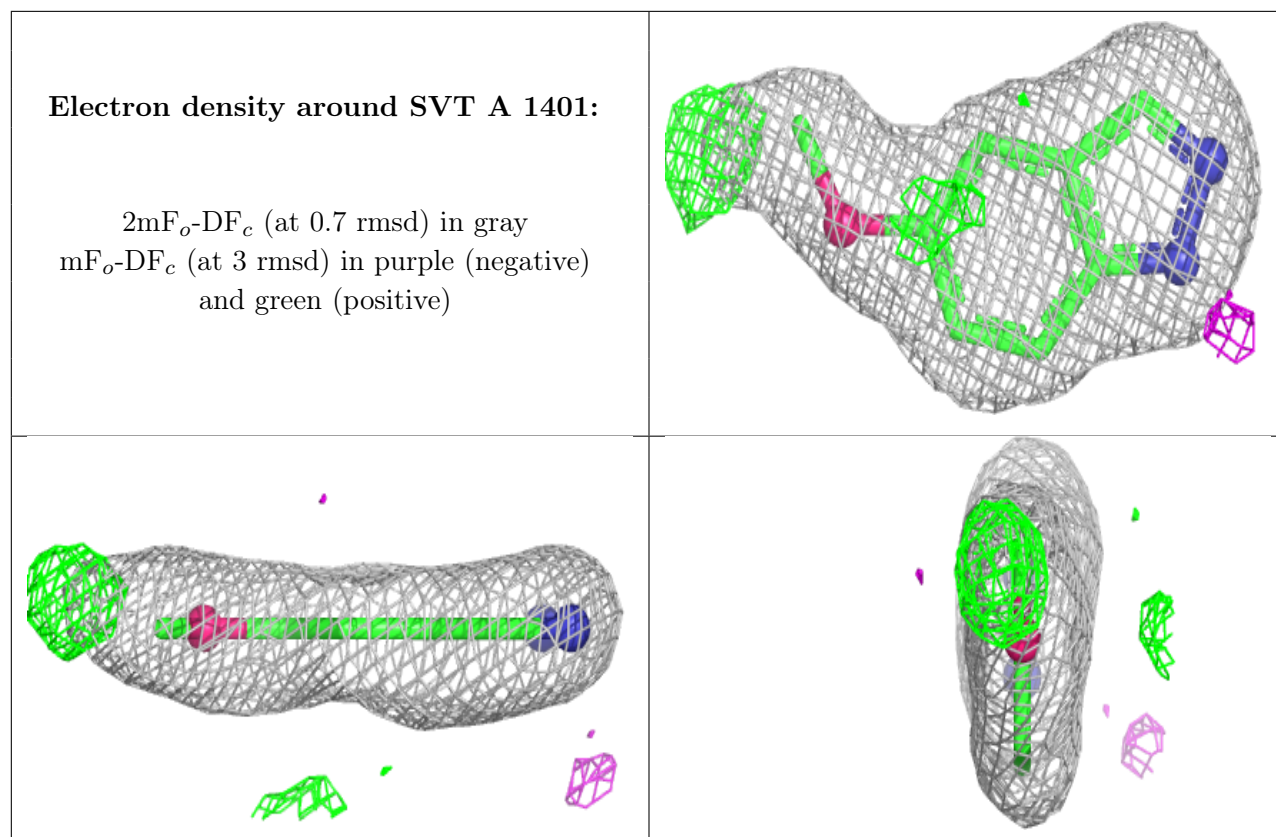 Electron density around SVT A 1401:
2mFo-DFc (at 0.7 rmsd) in gray
mFo-DFc (at 3 rmsd) in purple (negative)
and green (positive)